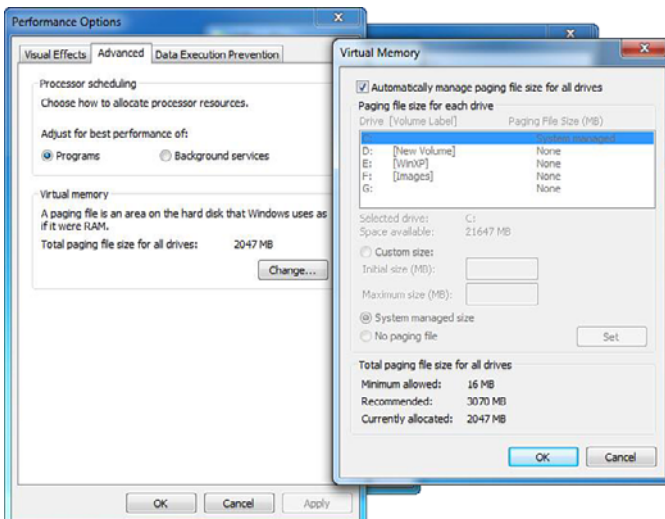 Performance Options
Visual Effects
Advanced
Data Execution Prevention
Processor scheduling
Choose how to allocate processor resources.
Adjust for best performance of:
Programs
Background services
Virtual memory
A paging file is an area on the hard disk that Windows uses as
if it were RAM.
Total paging file size for all drives: 2047 MB
Change...
OK
Cancel
Apply
Virtual Memory
Automatically manage paging file size for all drives
Paging file size for each drive
Drive [Volume Label] Paging File Size (MB)
C: System managed
D: [New Volume] None
E: [WinXP] None
F: [Images] None
G: None
Selected drive: C:
Space available: 21647 MB
Custom size:
Initial size (MB):
Maximum size (MB):
System managed size
No paging file
Set
Total paging file size for all drives
Minimum allowed: 16 MB
Recommended: 3070 MB
Currently allocated: 2047 MB
OK
Cancel